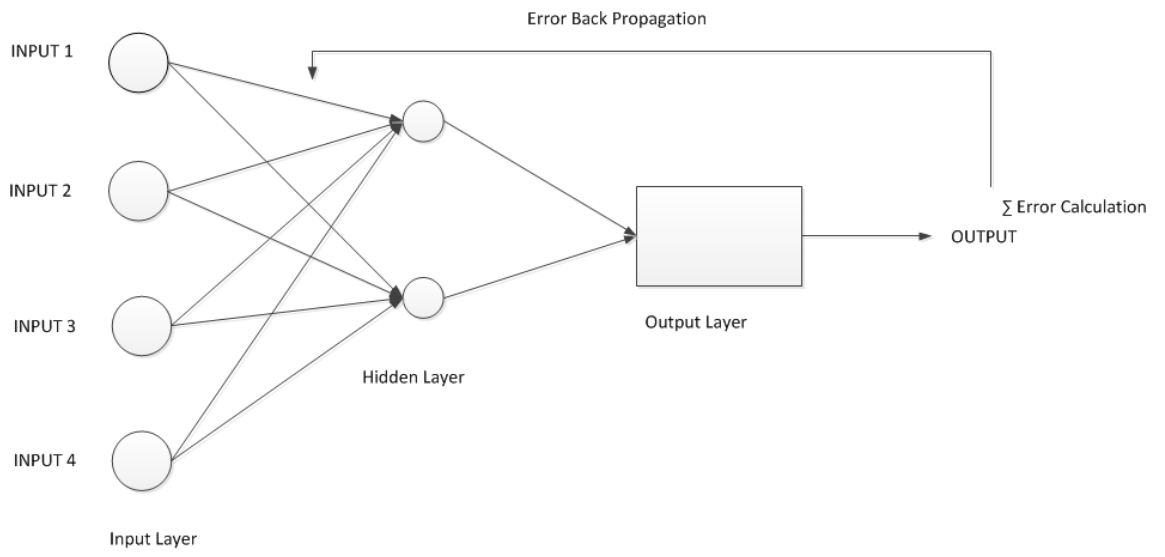 Error Back Propagation
INPUT 1
INPUT 2
∑ Error Calculation
OUTPUT
INPUT 3
Output Layer
Hidden Layer
INPUT 4
Input Layer